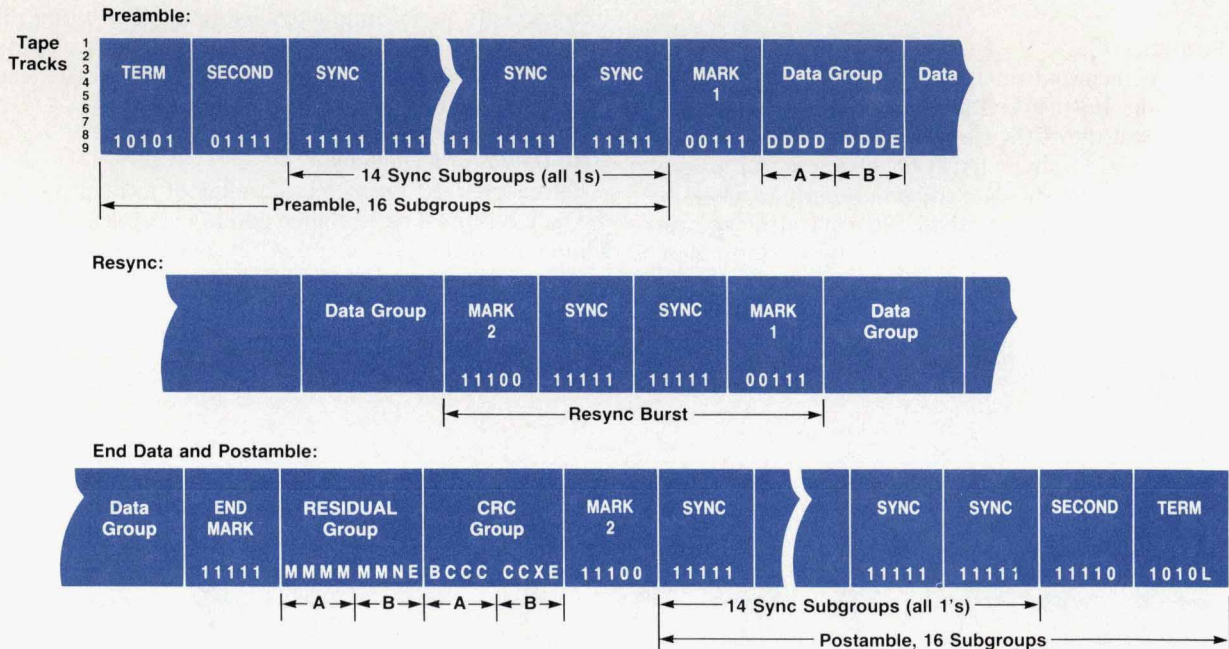 Preamble:
Tape Tracks
1
2
3
4
5
6
7
8
9
TERM SECOND SYNC SYNC SYNC MARK 1 Data Group Data
10101 01111 11111 111 11 11111 11111 00111 DDDD DDDE
14 Sync Subgroups (all 1s) A B
Preamble, 16 Subgroups
Resync:
Data Group MARK 2 SYNC SYNC MARK 1 Data Group
11100 11111 11111 00111
Resync Burst
End Data and Postamble:
Data Group END MARK RESIDUAL Group CRC Group MARK 2 SYNC SYNC SYNC SECOND TERM
11111 MMMM MMNE BCCC CCXE 11100 11111 11111 11111 11110 1010L
A B A B 14 Sync Subgroups (all 1's)
Postamble, 16 Subgroups